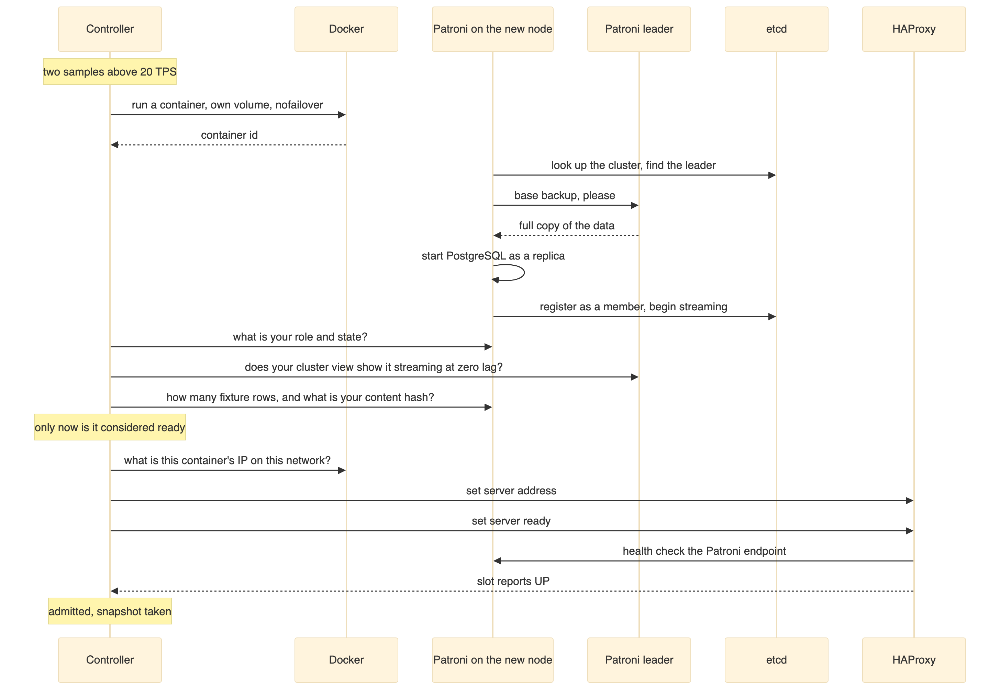 Controller
Docker
Patroni on the new node
Patroni leader
etcd
HAProxy
two samples above 20 TPS
run a container, own volume, nofailover
container id
look up the cluster, find the leader
base backup, please
full copy of the data
start PostgreSQL as a replica
register as a member, begin streaming
what is your role and state?
does your cluster view show it streaming at zero lag?
how many fixture rows, and what is your content hash?
only now is it considered ready
what is this container's IP on this network?
set server address
set server ready
health check the Patroni endpoint
slot reports UP
admitted, snapshot taken
Controller
Docker
Patroni on the new node
Patroni leader
etcd
HAProxy